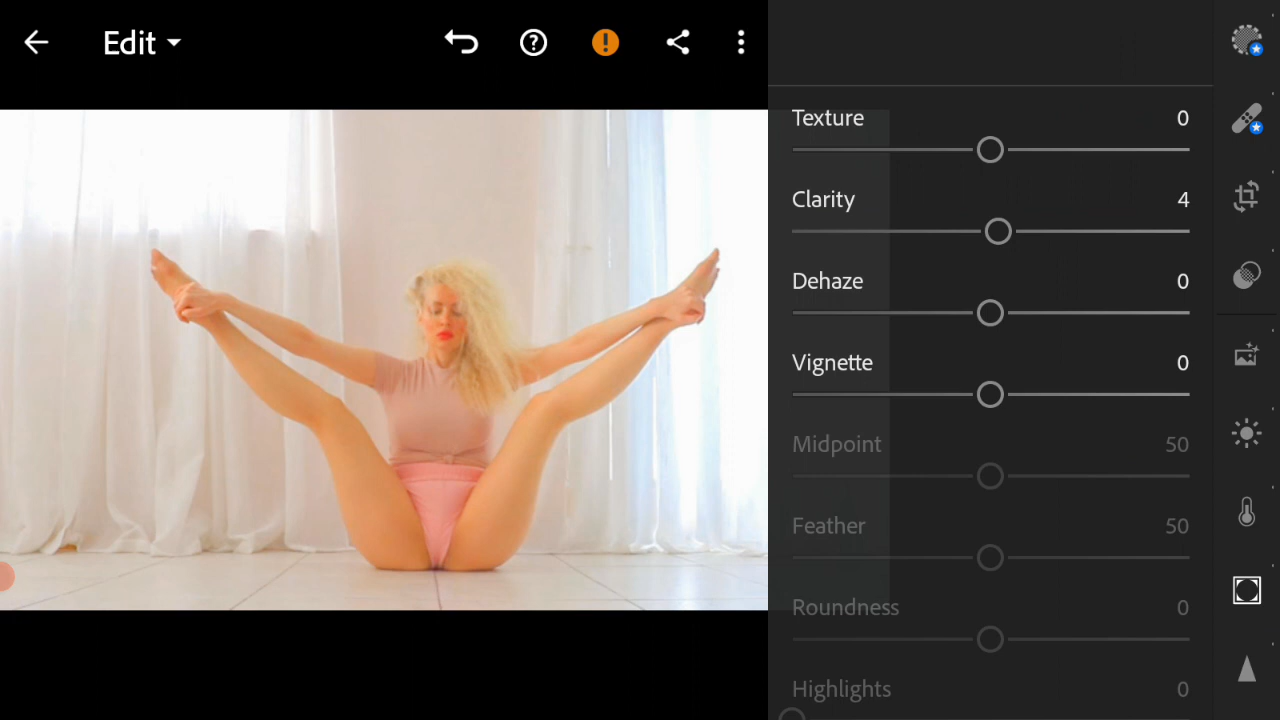 Edit
Texture 0
Clarity 4
Dehaze 0
Vignette 0
Midpoint 50
Feather 50
Roundness 0
Highlights 0